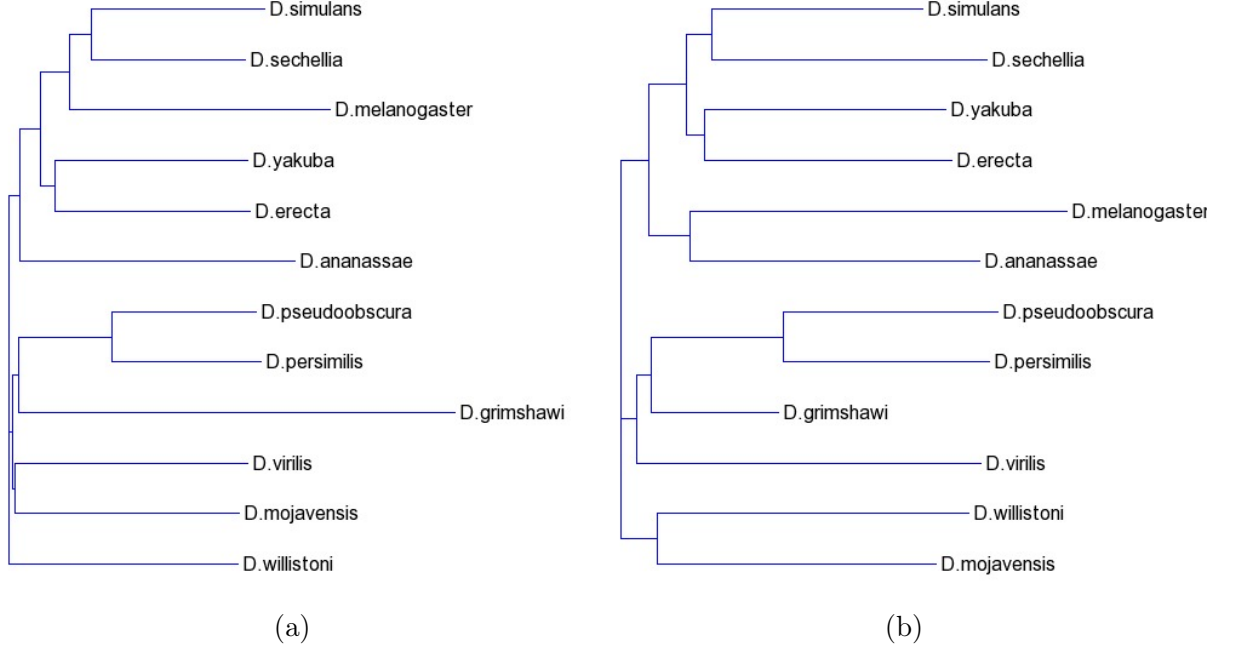 D.simulans
D.sechellia
D.melanogaster
D.yakuba
D.erecta
D.ananassae
D.pseudoobscura
D.persimilis
D.grimshawi
D.virilis
D.mojavensis
D.willistoni
(a)
D.simulans
D.sechellia
D.yakuba
D.erecta
D.melanogaster
D.ananassae
D.pseudoobscura
D.persimilis
D.grimshawi
D.virilis
D.willistoni
D.mojavensis
(b)